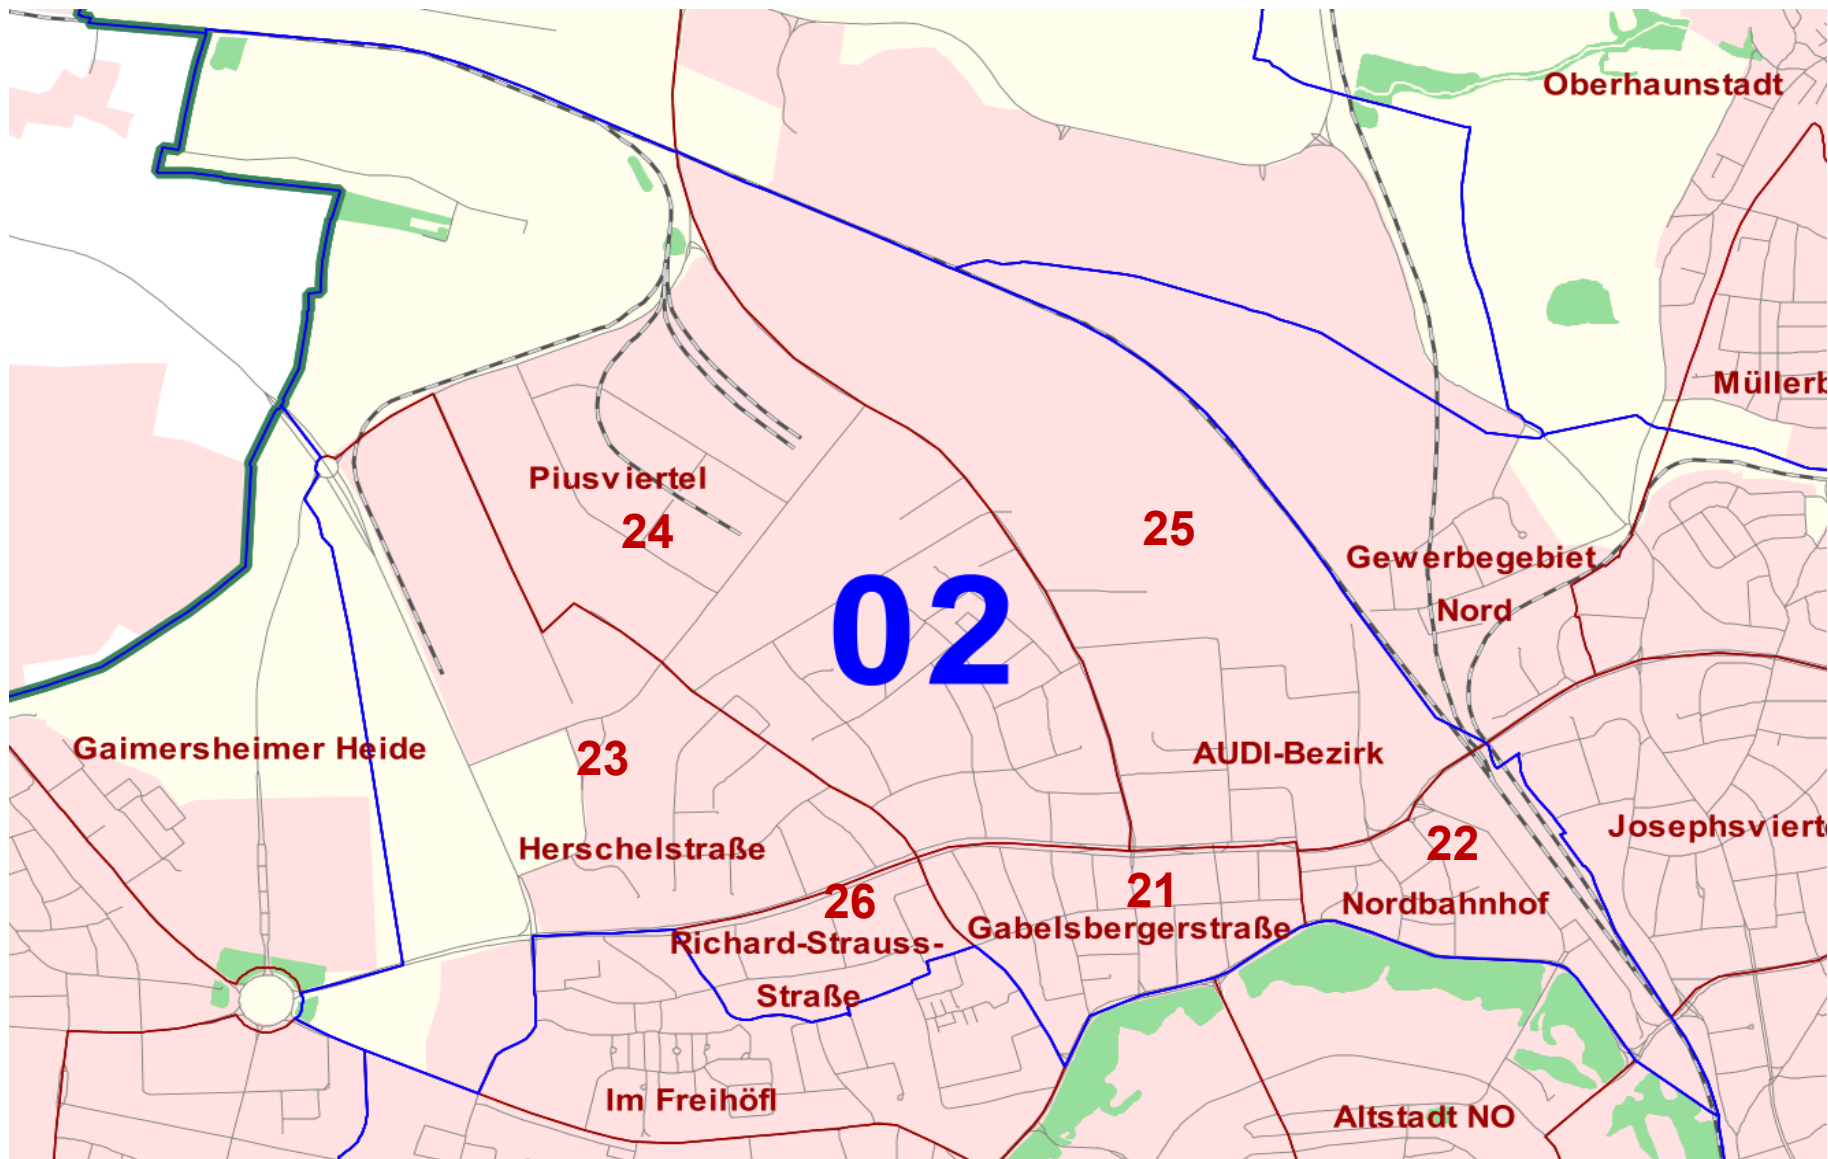 Oberhaunstadt
Müllerb
Piusviertel
24
25
02
Gewerbegebiet
Nord
Gaimersheimer Heide
23
AUDI-Bezirk
Herschelstraße
22
Josephsvierte
26
21
Nordbahnhof
Richard-Strauss-
Straße
Gabelsbergerstraße
Im Freihöfl
Altstadt NO